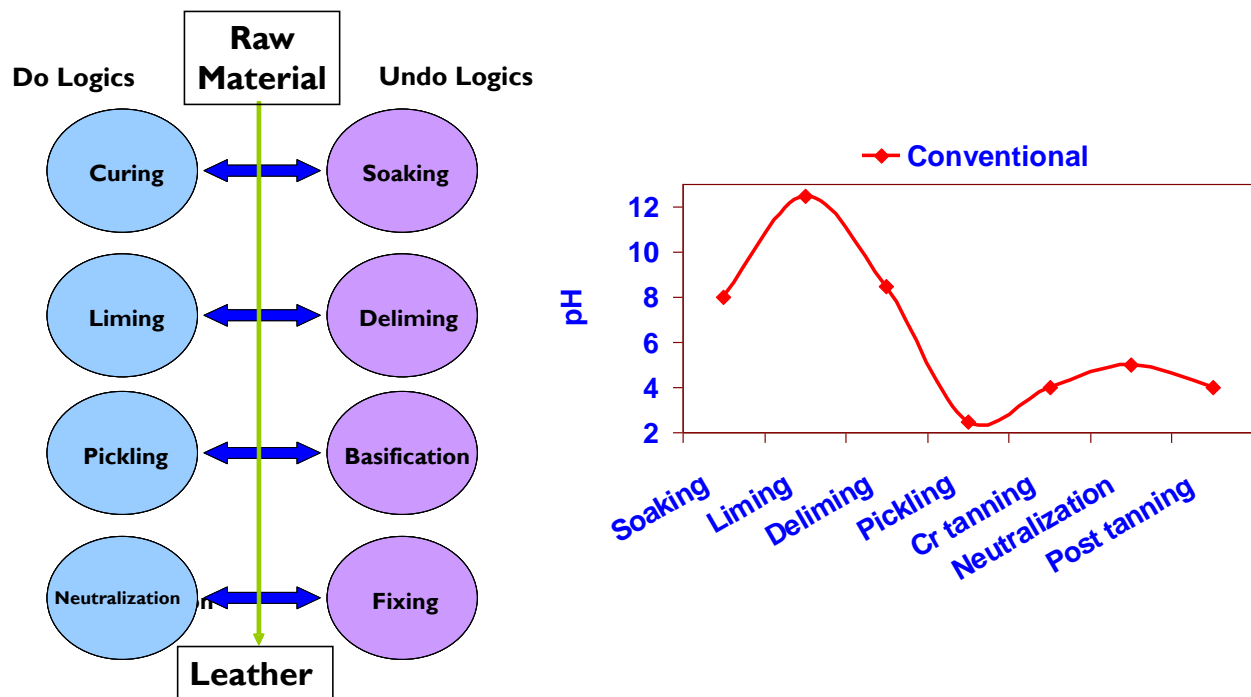 Raw
Material
Do Logics
Undo Logics
Curing
Soaking
Liming
Deliming
Pickling
Basification
Neutralization
on
Fixing
Leather
Conventional
pH
12
10
8
6
4
2
Soaking
Liming
Deliming
Pickling
Cr tanning
Neutralization
Post tanning